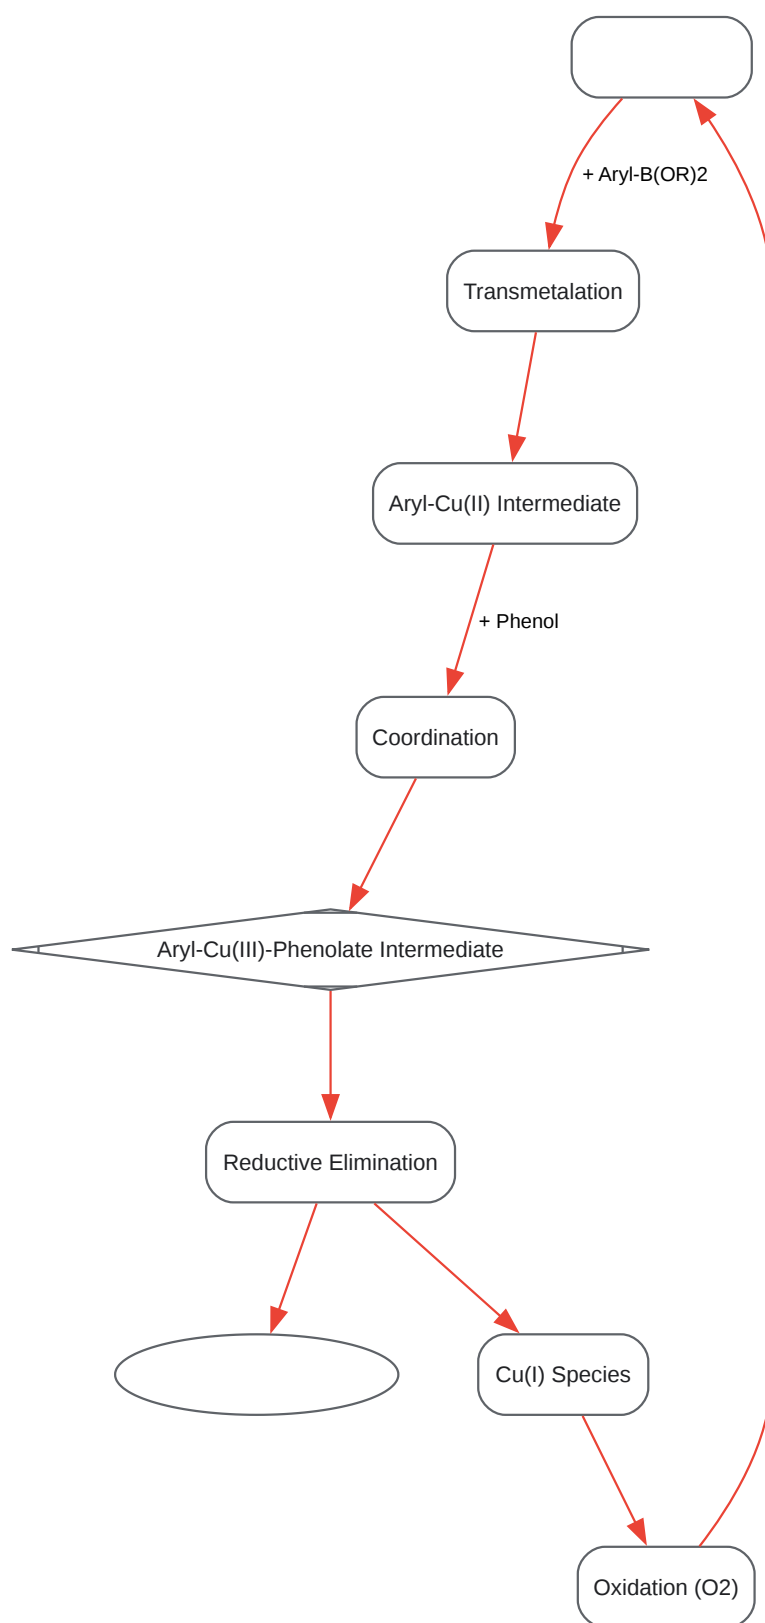 + Aryl-B(OR)2
Transmetalation
Aryl-Cu(II) Intermediate
+ Phenol
Coordination
Aryl-Cu(III)-Phenolate Intermediate
Reductive Elimination
Cu(I) Species
Oxidation (O2)